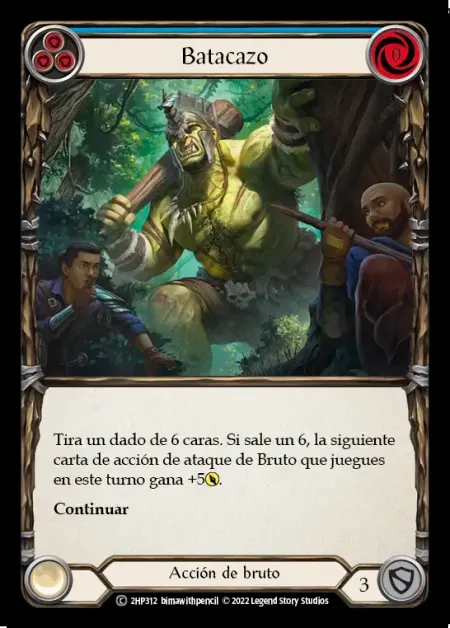 Batacazo
0
Tira un dado de 6 caras. Si sale un 6, la siguiente
carta de acción de ataque de Bruto que juegues
en este turno gana +5.
Continuar
Acción de bruto
3
© 2HP312 bimawithpencil © 2022 Legend Story Studios